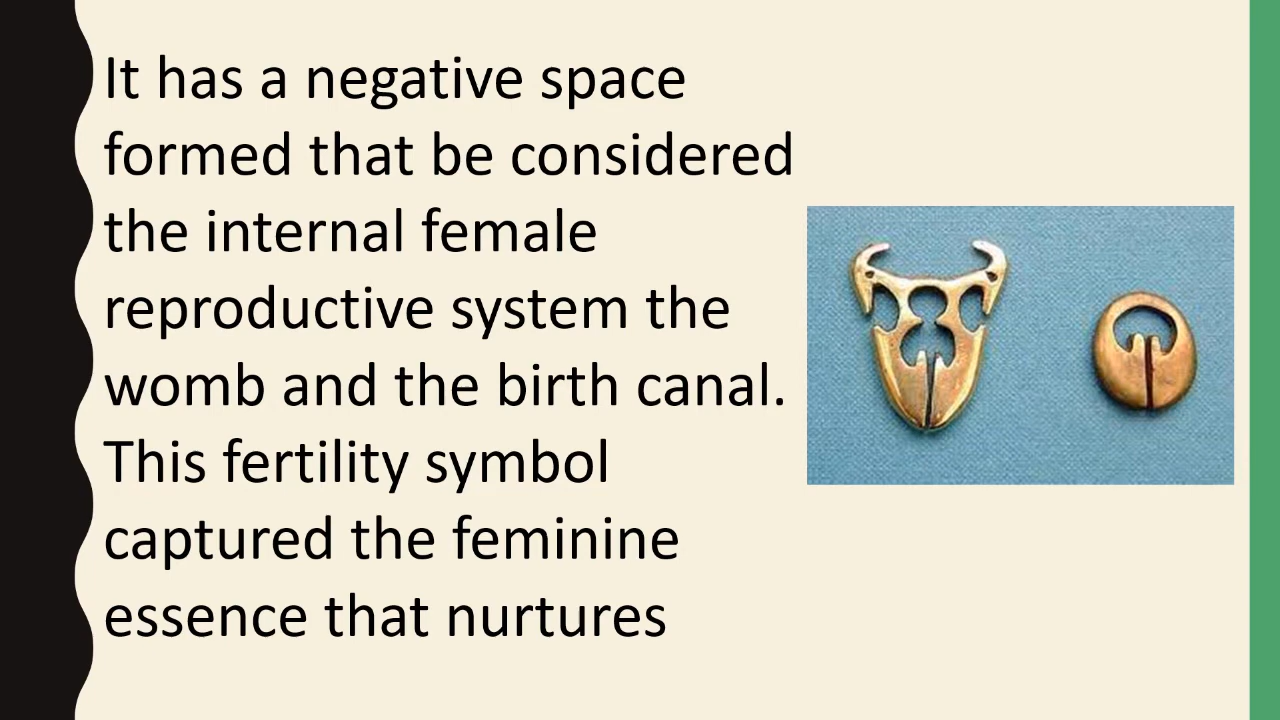 It has a negative space
formed that be considered
the internal female
reproductive system the
womb and the birth canal.
This fertility symbol
captured the feminine
essence that nurtures